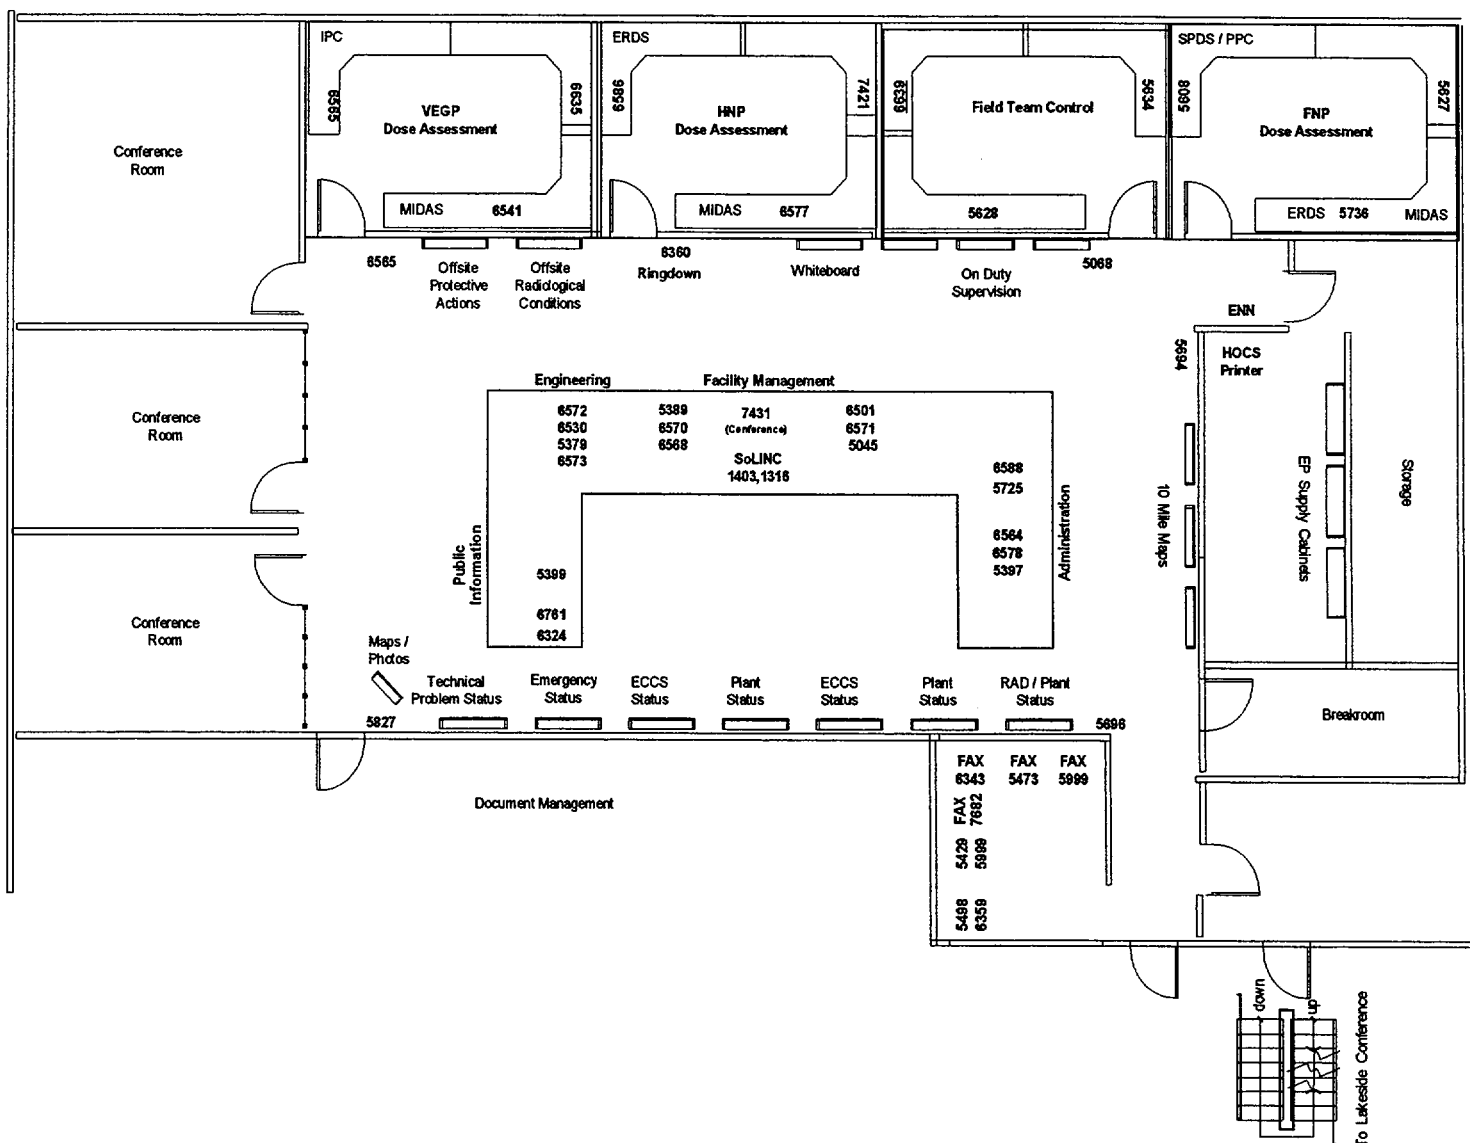 IPC
ERDS
SPDS / PPC
6565
VEGP
Dose Assessment
6635
9859
HNP
Dose Assessment
7421
6399
Field Team Control
5634
8095
FNP
Dose Assessment
5627
Conference
Room
MIDAS 6541
MIDAS 6577
5628
ERDS 5736 MIDAS
6565
Offsite
Protective
Actions
Offsite
Radiological
Conditions
6360
Ringdown
Whiteboard
On Duty
Supervision
5068
ENN
5694
HOCS
Printer
Engineering
Facility Management
6572
6530
5379
6573
5389
6570
6568
7431
(Conference)
SoLINC
1403,1316
6501
6571
5045
Conference
Room
6588
5725
6564
6578
5397
Administration
10 Mile Maps
EP Supply Cabinets
Storage
Public
Information
5399
6761
6324
Conference
Room
Maps /
Photos
5827
Technical
Problem Status
Emergency
Status
ECCS
Status
Plant
Status
ECCS
Status
Plant
Status
RAD / Plant
Status
5696
Breakroom
Document Management
FAX
6343
FAX
5473
FAX
5999
FAX
7682
5429
5999
5498
6359
down
up
To Lakeside Conference